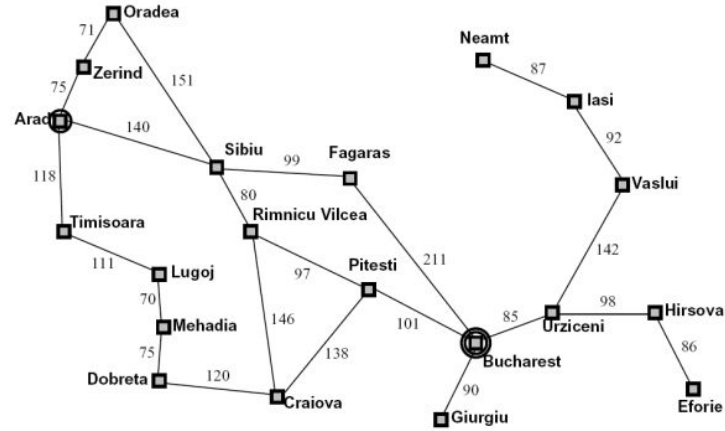 Oradea
71
Neamt
Zerind
87
75
151
Iasi
Arad
140
92
Sibiu
99
Fagaras
118
80
Vaslui
Timisoara
Rimnicu Vilcea
111
142
Lugoj
97
Pitesti
211
70
98
146
101
85
Hirsova
Mehadia
Urziceni
75
138
86
Bucharest
Dobreta
120
90
Craiova
Eforie
Giurgiu